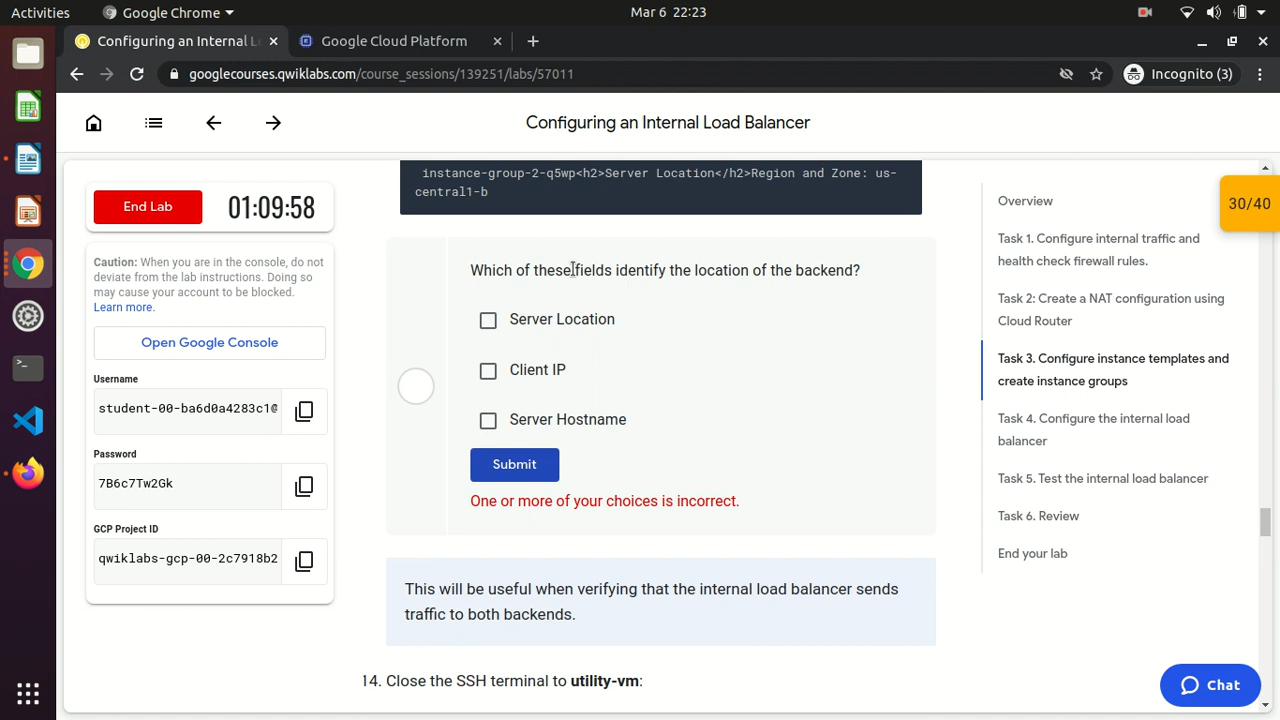 Activities
Google Chrome
Mar 6 22:23
Configuring an Internal L
Google Cloud Platform
googlecourses.qwiklabs.com/course_sessions/139251/labs/57011
Incognito (3)
Configuring an Internal Load Balancer
End Lab
01:09:58
Caution: When you are in the console, do not
deviate from the lab instructions. Doing so
may cause your account to be blocked.
Learn more.
Open Google Console
Username
student-00-ba6d0a4283c1@
Password
7B6c7Tw2Gk
GCP Project ID
qwiklabs-gcp-00-2c7918b2
instance-group-2-q5wp<h2>Server Location</h2>Region and Zone: us-
central1-b
Which of these fields identify the location of the backend?
Server Location
Client IP
Server Hostname
Submit
One or more of your choices is incorrect.
This will be useful when verifying that the internal load balancer sends
traffic to both backends.
14. Close the SSH terminal to utility-vm:
Overview
Task 1. Configure internal traffic and
health check firewall rules.
Task 2: Create a NAT configuration using
Cloud Router
Task 3. Configure instance templates and
create instance groups
Task 4. Configure the internal load
balancer
Task 5. Test the internal load balancer
Task 6. Review
End your lab
30/40
Chat